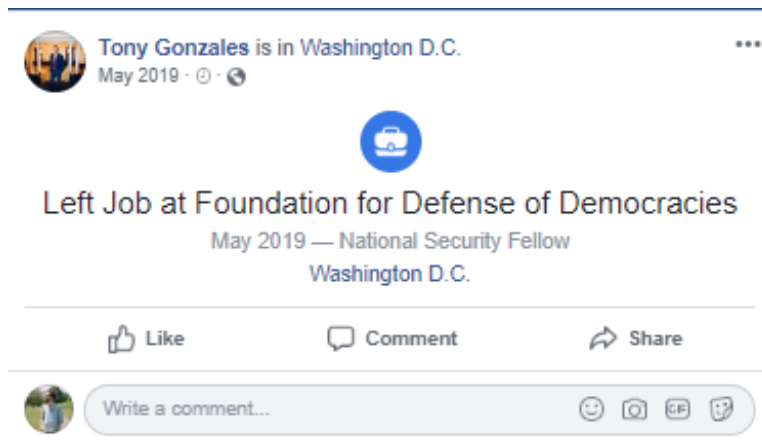 Tony Gonzales is in Washington D.C.
May 2019 ·
Left Job at Foundation for Defense of Democracies
May 2019 — National Security Fellow
Washington D.C.
Like Comment Share
Write a comment... GIF